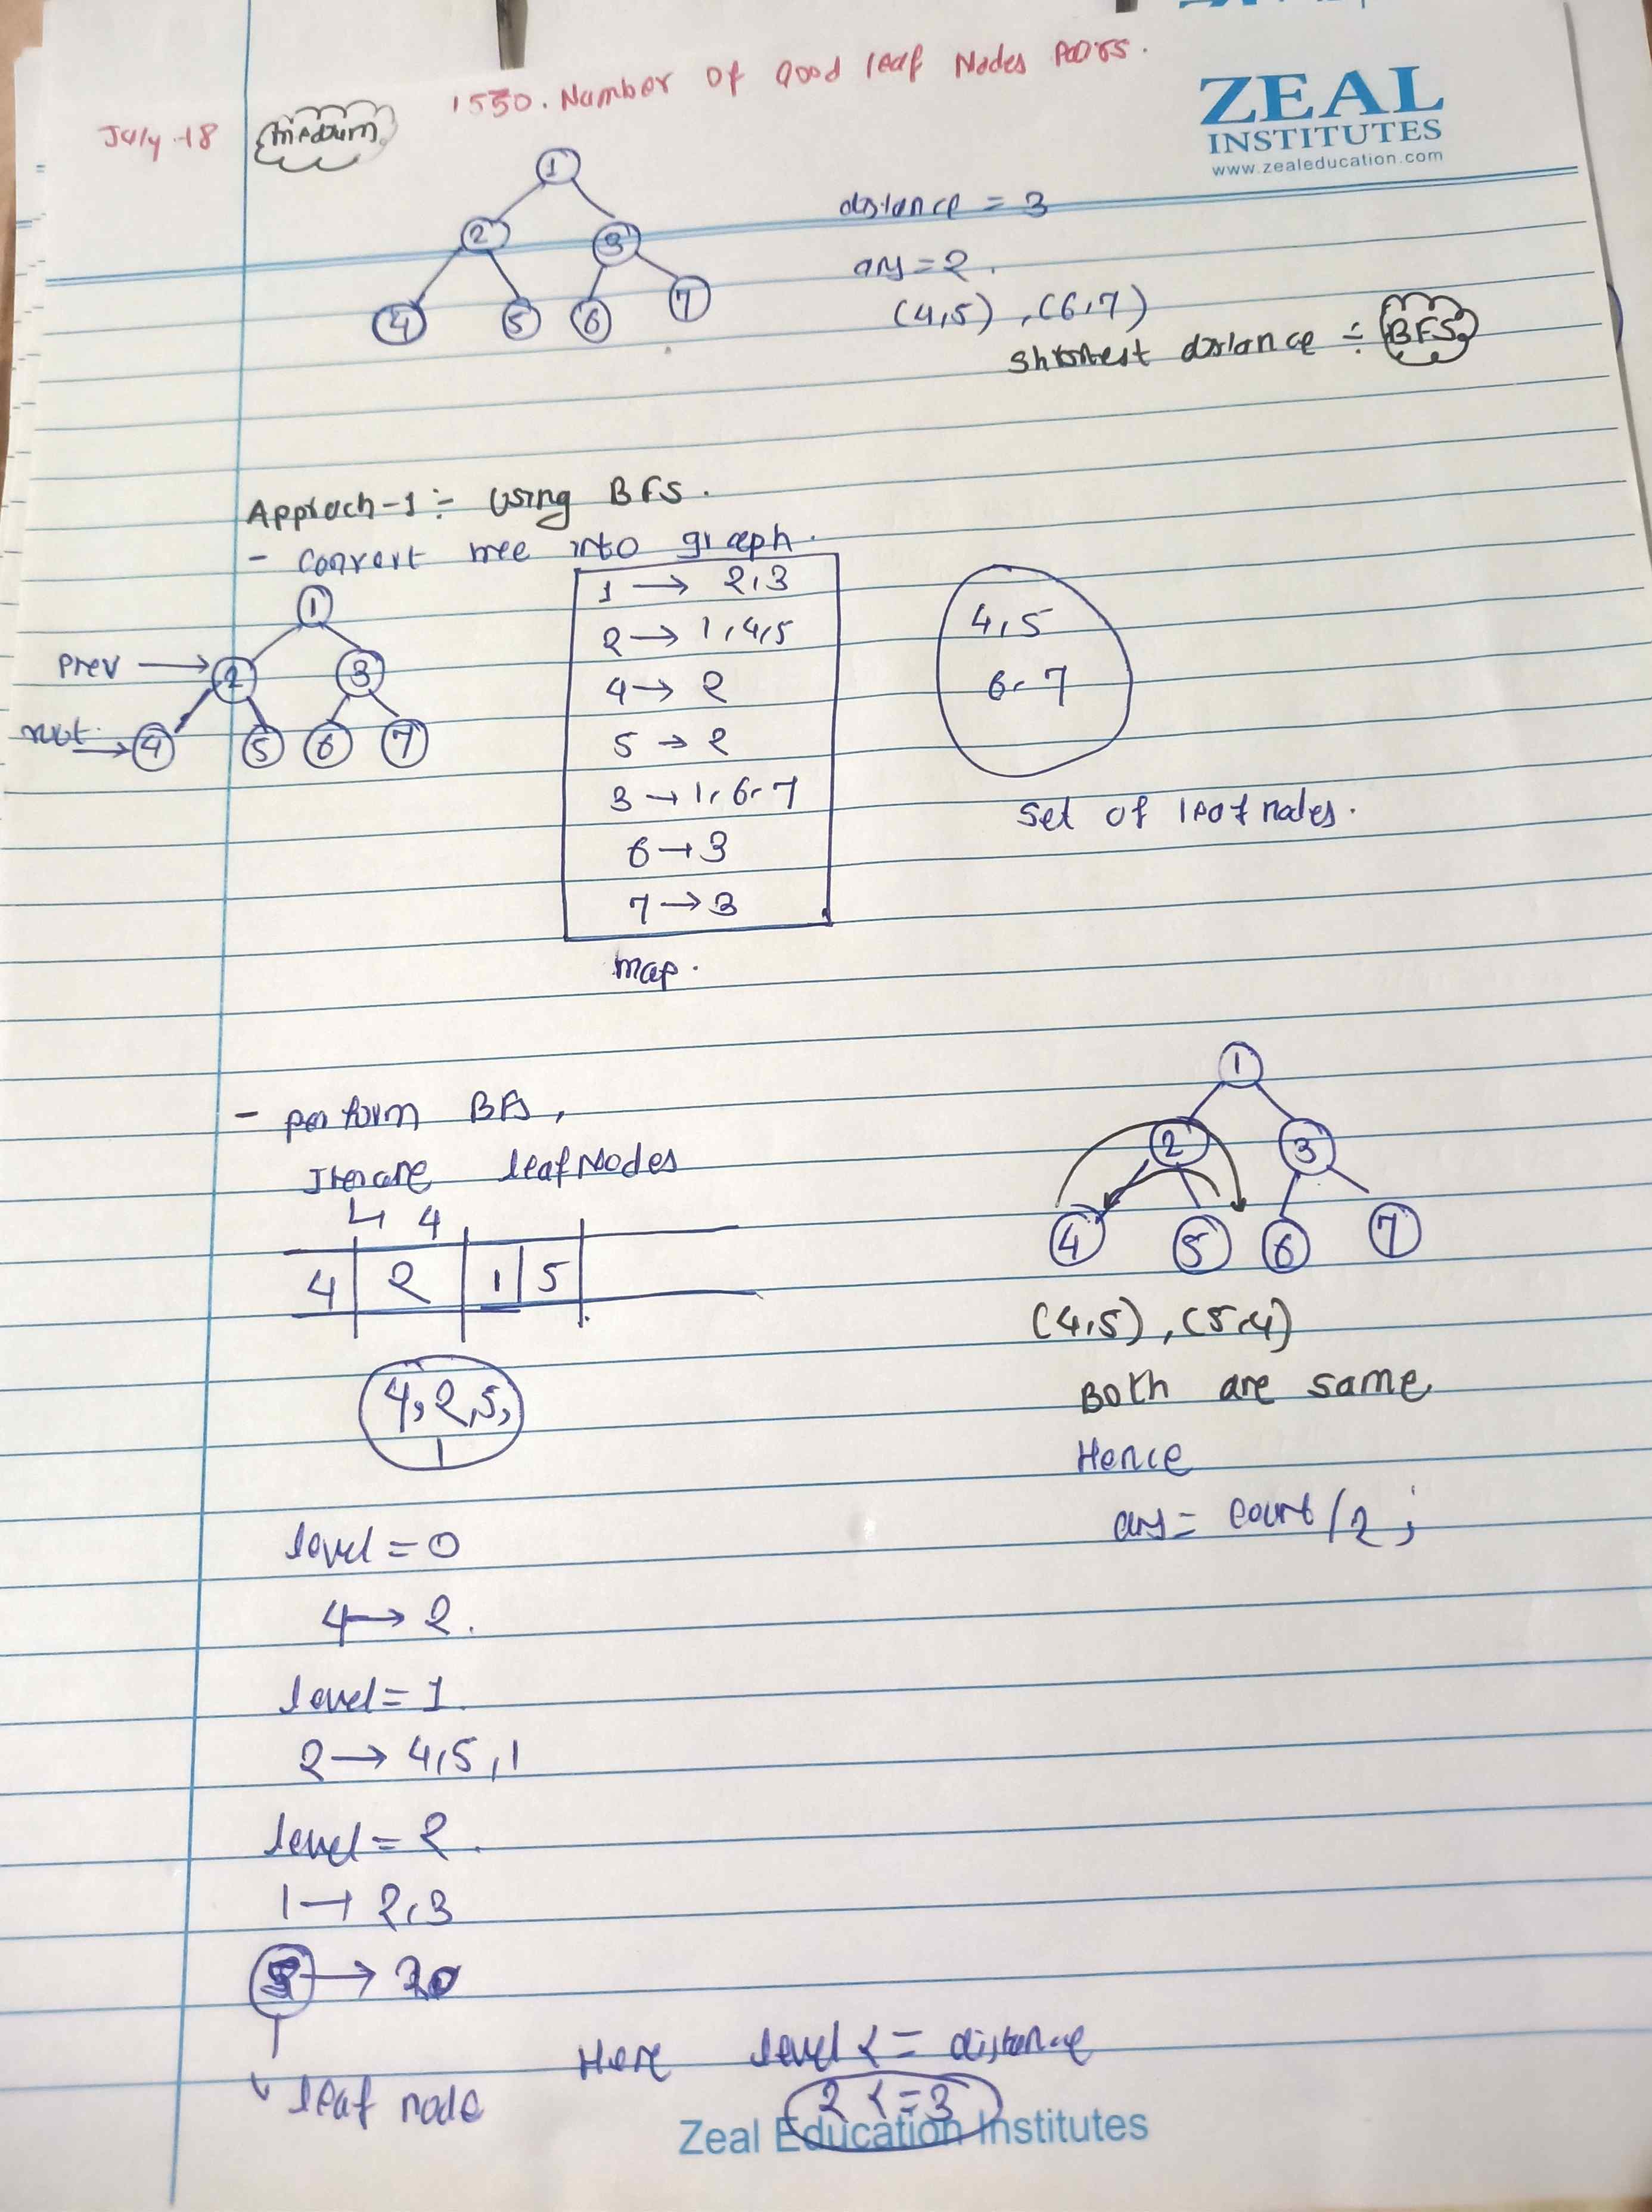 1530. Number Of Good leaf Nodes Pairs.
July-18
medium
ZEAL
INSTITUTES
www.zealeducation.com
1
2 3
4 5 6 7
distance = 3
ans = 2.
(4,5), (6,7)
Shortest distance ÷ BFS
Approach-1 ÷ Using BFS.
- Convert tree into graph.
1
prev → 2 3
root → 4 5 6 7
1 → 2,3
2 → 1,4,5
4 → 2
5 → 2
3 → 1,6,7
6 → 3
7 → 3
map.
4,5
6,7
Set of leaf nodes.
- perform BFS,
Iterate leafNodes
↳ 4
4 | 2 | 1 | 5
4,2,5,
1
level = 0
4 → 2.
level = 1
2 → 4,5,1
level = 2.
1 → 2,3
5 →
leaf node
1
2 3
4 5 6 7
(4,5), (5,4)
Both are same
Hence
ans = count/2;
Here level <= distance
2 <= 3
Zeal Education Institutes